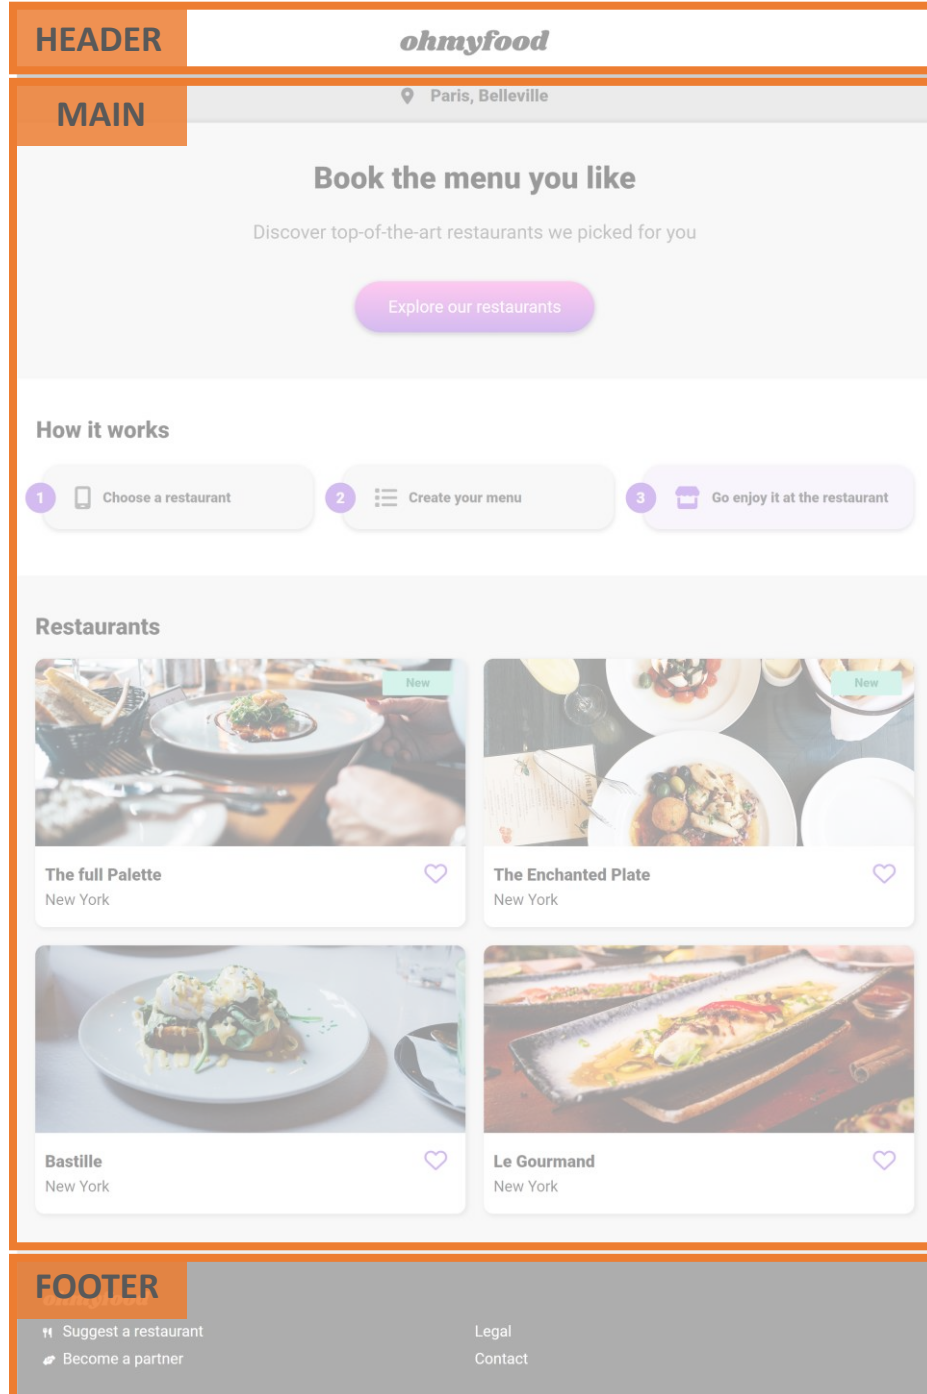 HEADER
ohmyfood
MAIN
Paris, Belleville
Book the menu you like
Discover top-of-the-art restaurants we picked for you
Explore our restaurants
How it works
1 Choose a restaurant
2 Create your menu
3 Go enjoy it at the restaurant
Restaurants
New
New
The full Palette
New York
The Enchanted Plate
New York
Bastille
New York
Le Gourmand
New York
FOOTER
ohmyfood
Suggest a restaurant
Legal
Become a partner
Contact